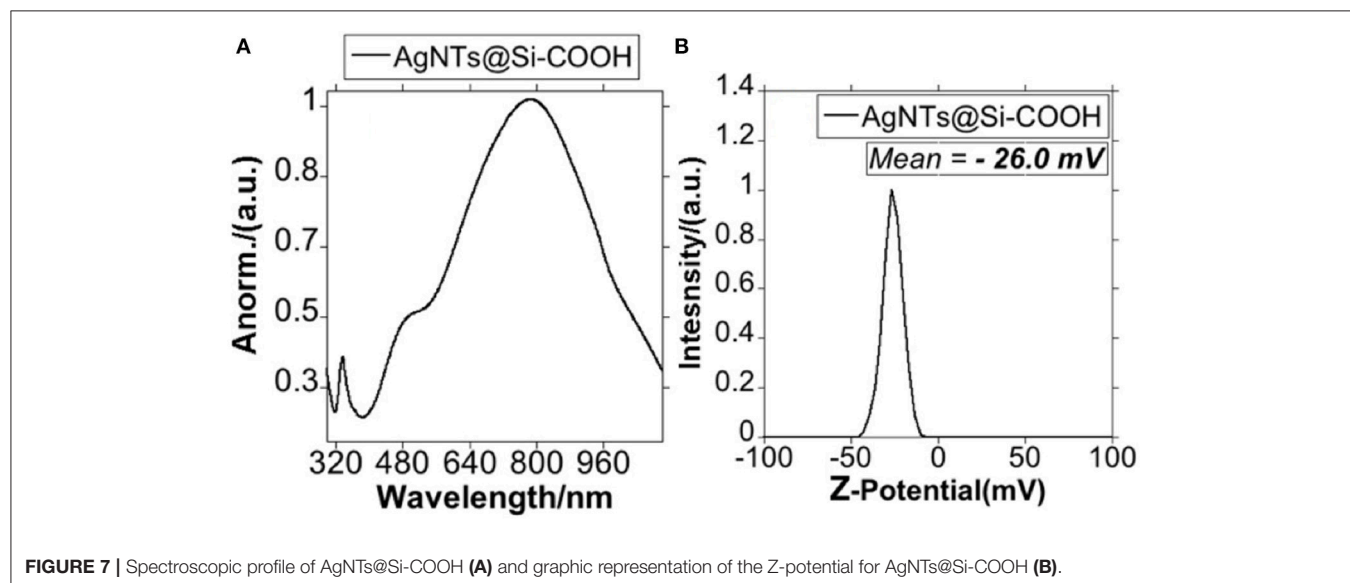 A
AgNTs@Si-COOH
Anorm./(a.u.)
1
0.8
0.7
0.5
0.3
320 480 640 800 960
Wavelength/nm
B
AgNTs@Si-COOH
Mean = - 26.0 mV
Intesnsity/(a.u.)
1.4
1.2
1
0.8
0.6
0.4
0.2
0
-100 -50 0 50 100
Z-Potential(mV)
FIGURE 7 | Spectroscopic profile of AgNTs@Si-COOH (A) and graphic representation of the Z-potential for AgNTs@Si-COOH (B).